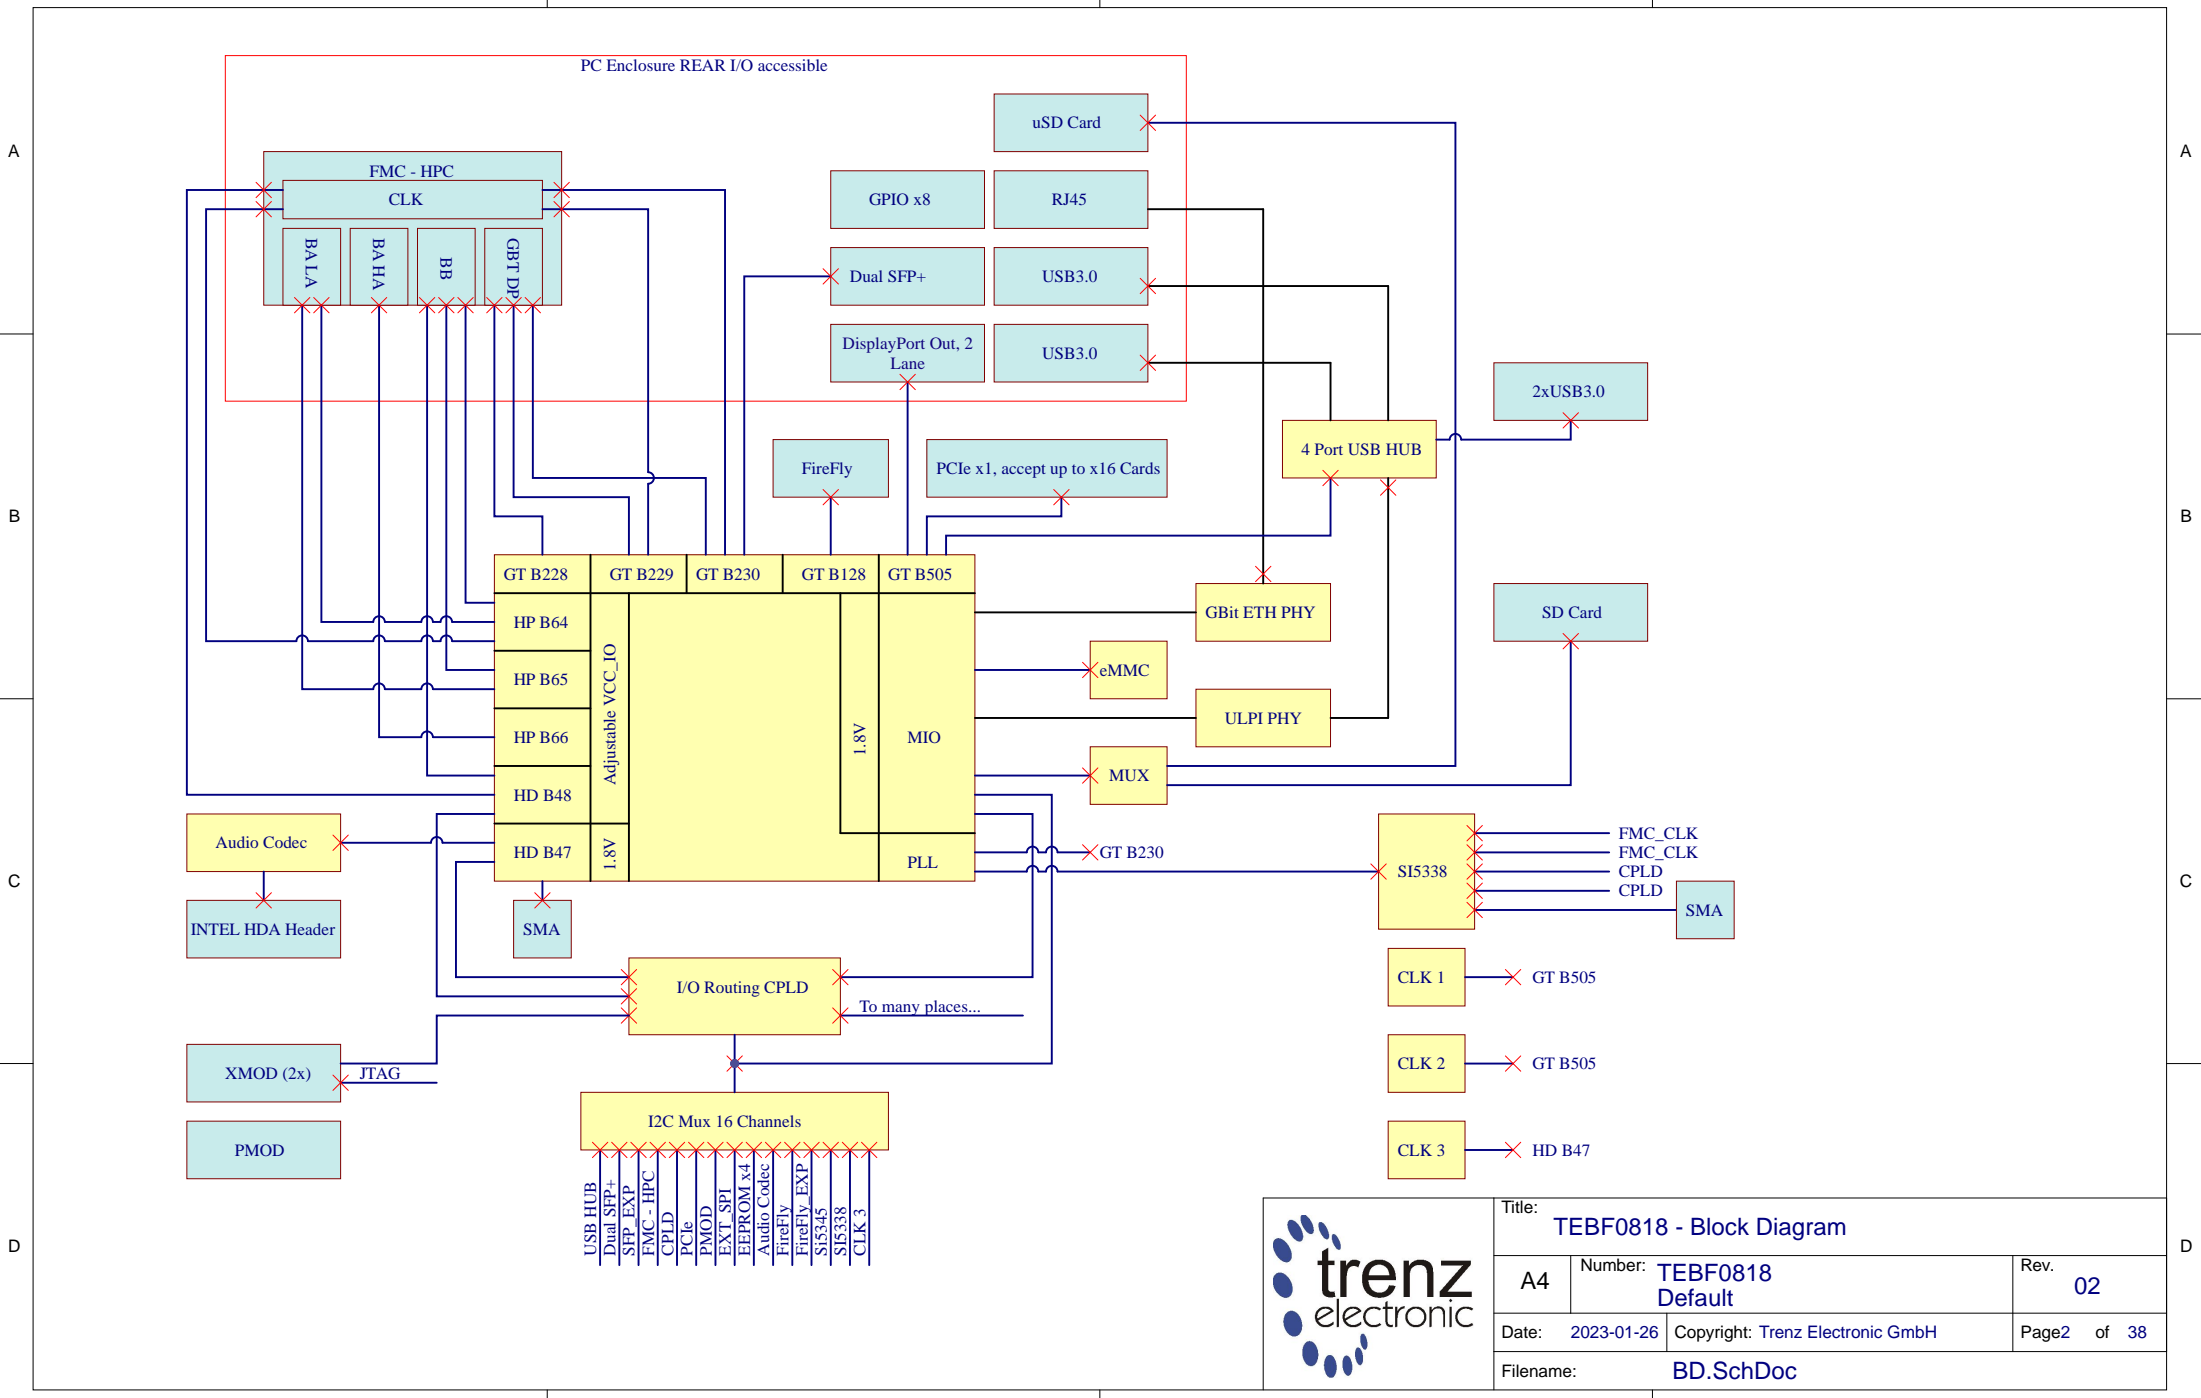 PC Enclosure REAR I/O accessible
uSD Card
A
A
FMC - HPC
CLK
GPIO x8
RJ45
BA LA
BA HA
BB
GBT DP
Dual SFP+
USB3.0
DisplayPort Out, 2
Lane
USB3.0
2xUSB3.0
4 Port USB HUB
FireFly
PCIe x1, accept up to x16 Cards
B
B
GT B228
GT B229
GT B230
GT B128
GT B505
HP B64
GBit ETH PHY
SD Card
HP B65
Adjustable VCC_IO
eMMC
HP B66
1.8V
MIO
ULPI PHY
MUX
HD B48
Audio Codec
HD B47
1.8V
PLL
GT B230
SI5338
FMC_CLK
FMC_CLK
CPLD
CPLD
C
C
SMA
INTEL HDA Header
SMA
I/O Routing CPLD
To many places...
CLK 1
GT B505
XMOD (2x)
JTAG
CLK 2
GT B505
I2C Mux 16 Channels
PMOD
CLK 3
HD B47
USB HUB
Dual SFP+
SFP_EXP
FMC - HPC
CPLD
PCIe
PMOD
EXT_SPI
EEPROM x4
Audio Codec
FireFly
FireFly_EXP
Si5345
SI5338
CLK 3
D
D
trenz
electronic
Title:
TEBF0818 - Block Diagram
A4
Number: TEBF0818
Default
Rev.
02
Date: 2023-01-26
Copyright: Trenz Electronic GmbH
Page2 of 38
Filename: BD.SchDoc